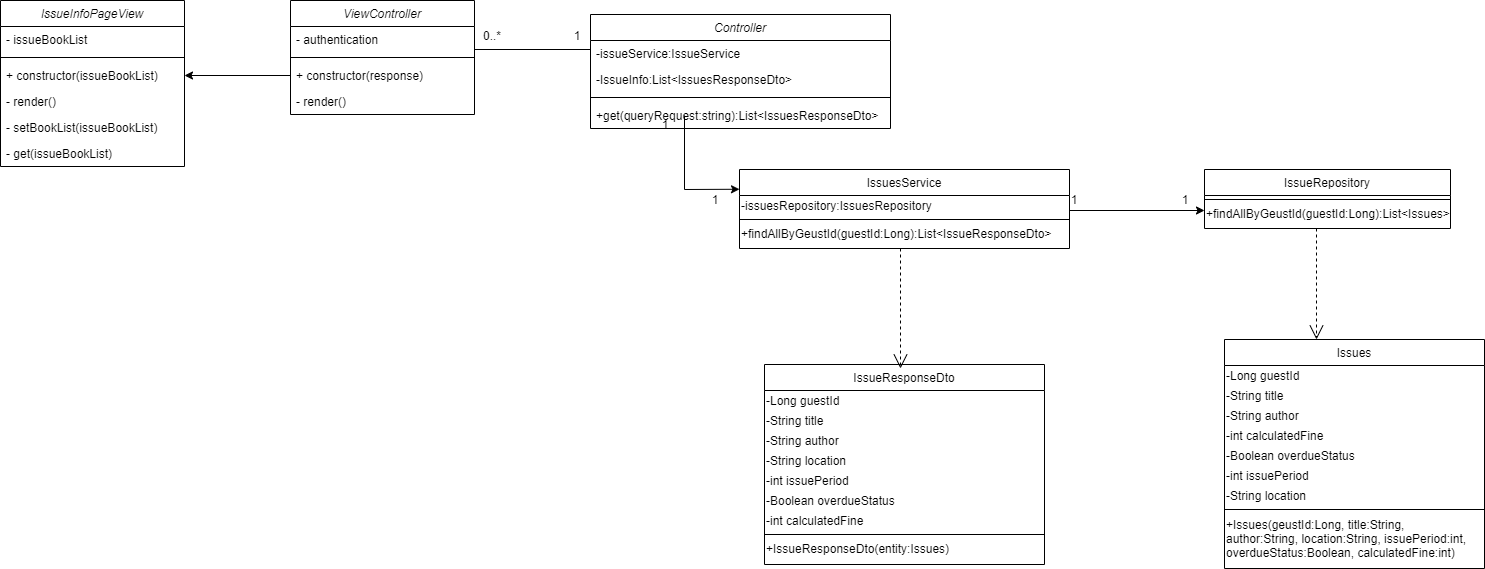 IssueInfoPageView
- issueBookList
+ constructor(issueBookList)
- render()
- setBookList(issueBookList)
- get(issueBookList)
ViewController
- authentication
+ constructor(response)
- render()
0..*
1
Controller
-issueService:IssueService
-IssueInfo:List<IssuesResponseDto>
+get(queryRequest:string):List<IssuesResponseDto>
1
1
IssuesService
-issuesRepository:IssuesRepository
+findAllByGeustId(guestId:Long):List<IssueResponseDto>
1
1
IssueRepository
+findAllByGeustId(guestId:Long):List<Issues>
IssueResponseDto
-Long guestId
-String title
-String author
-String location
-int issuePeriod
-Boolean overdueStatus
-int calculatedFine
+IssueResponseDto(entity:Issues)
Issues
-Long guestId
-String title
-String author
-int calculatedFine
-Boolean overdueStatus
-int issuePeriod
-String location
+Issues(geustId:Long, title:String,
author:String, location:String, issuePeriod:int,
overdueStatus:Boolean, calculatedFine:int)